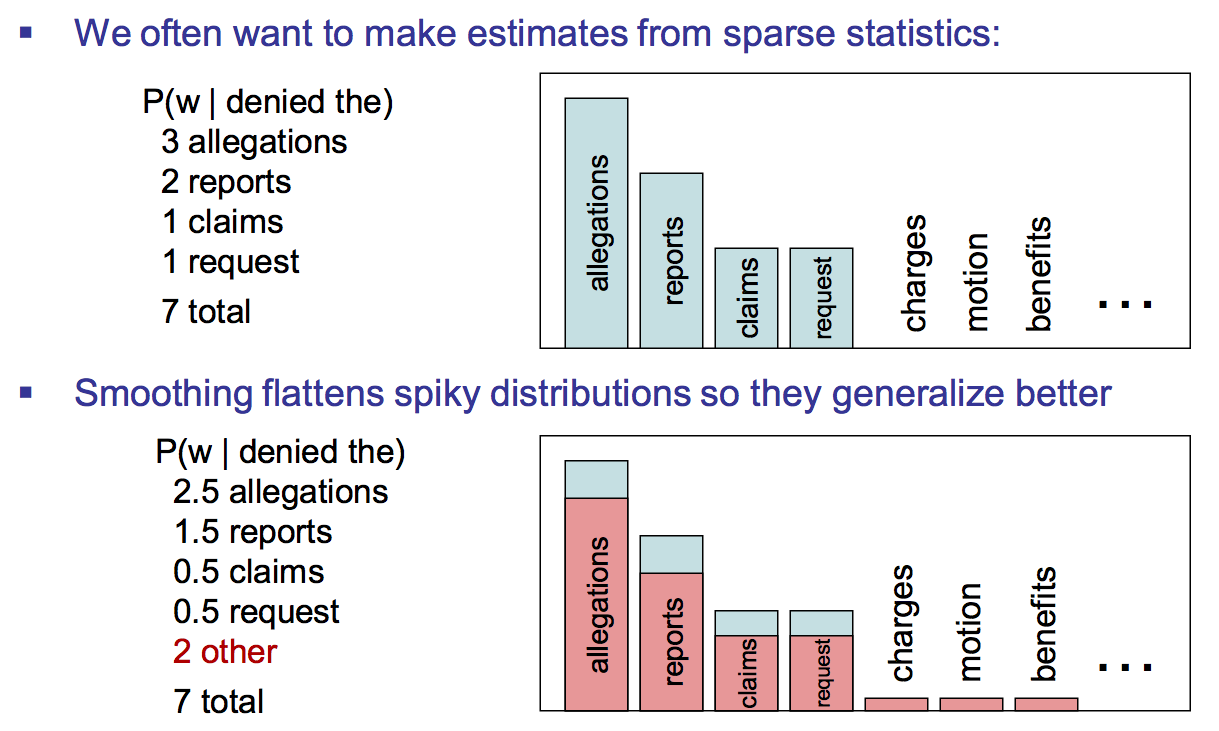 ▪ We often want to make estimates from sparse statistics:
P(w | denied the)
3 allegations
2 reports
1 claims
1 request
7 total
allegations
reports
claims
request
charges
motion
benefits
...
▪ Smoothing flattens spiky distributions so they generalize better
P(w | denied the)
2.5 allegations
1.5 reports
0.5 claims
0.5 request
2 other
7 total
allegations
reports
claims
request
charges
motion
benefits
...